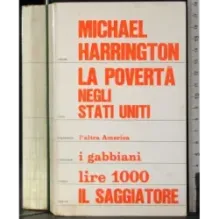 MICHAEL
HARRINGTON
LA POVERTÀ
NEGLI
STATI UNITI
l'altra America
i gabbiani
lire 1000
IL SAGGIATORE